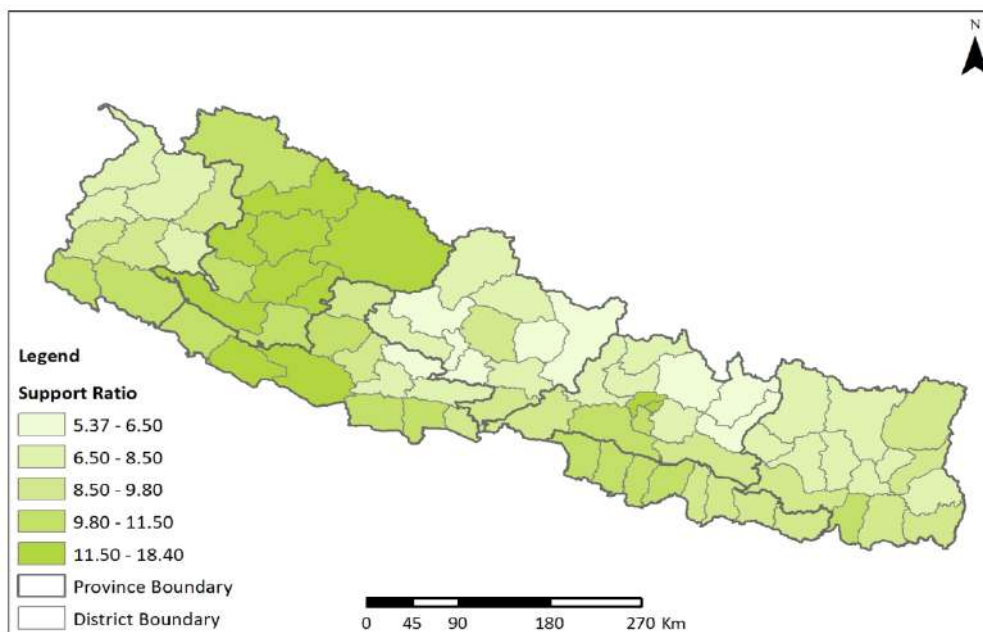 N
Legend
Support Ratio
5.37 - 6.50
6.50 - 8.50
8.50 - 9.80
9.80 - 11.50
11.50 - 18.40
Province Boundary
District Boundary
0 45 90 180 270 Km